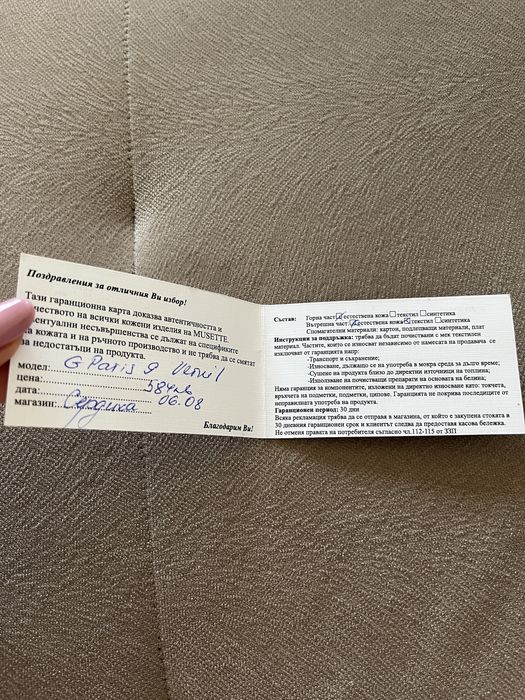 Поздравления за отличния Ви избор!
Тази гаранционна карта доказва автентичността и
качеството на всички кожени изделия на MUSETTE.
Евентуални несъвършенства се дължат на спецификите
на кожата и на ръчното производство и не трябва да се смятат
за недостатъци на продукта.
модел: G Paris 9 Vernil
цена: 584лв
дата: 06.08
магазин: Сердика
Благодарим Ви!
Състав: Горна част естествена кожа текстил синтетика
Вътрешна част естествена кожа текстил синтетика
Спомагателни материали: картон, подлепващи материали, плат
Инструкции за поддръжка: трябва да бъдат почиствани с мек текстилен
материал. Частите, които се износват независимо от намесата на продавача се
изключват от гаранцията напр:
-Транспорт и съхранение;
-Износване, дължащо се на употреба в мокра среда за дълго време;
-Сушене на продукта близо до директни източници на топлина;
-Използване на почистващи препарати на основата на белина;
Няма гаранция за компонентите, изложени на директно износване като: токчета,
връхчета на подметки, подметки, ципове. Гаранцията не покрива последиците от
неправилната употреба на продукта.
Гаранционен период: 30 дни
Всяка рекламация трябва да се отправи в магазина, от който е закупена стоката в
30 дневния гаранционен срок и клиентът следва да предостави касова бележка.
Не отменя правата на потребителя съгласно чл.112-115 от ЗЗП